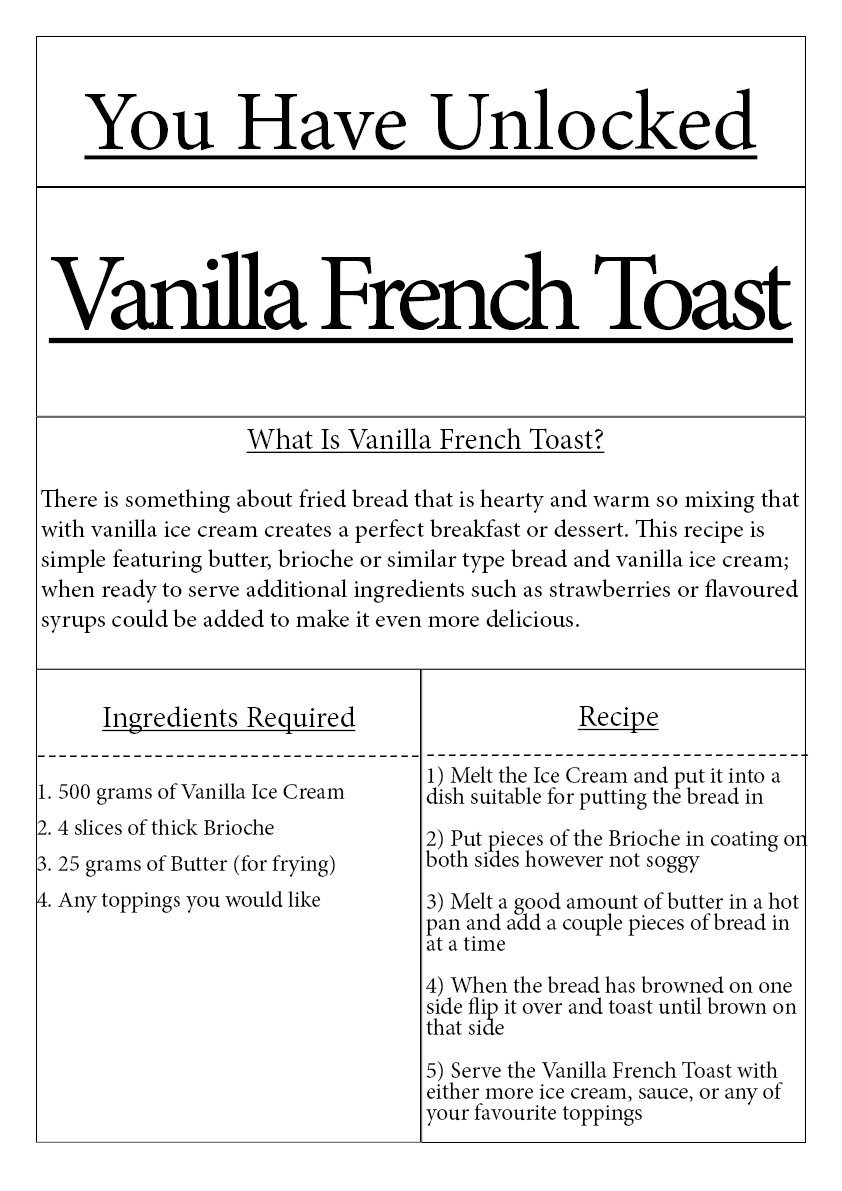 You Have Unlocked
Vanilla French Toast
What Is Vanilla French Toast?
There is something about fried bread that is hearty and warm so mixing that
with vanilla ice cream creates a perfect breakfast or dessert. This recipe is
simple featuring butter, brioche or similar type bread and vanilla ice cream;
when ready to serve additional ingredients such as strawberries or flavoured
syrups could be added to make it even more delicious.
Ingredients Required
1. 500 grams of Vanilla Ice Cream
2. 4 slices of thick Brioche
3. 25 grams of Butter (for frying)
4. Any toppings you would like
Recipe
1) Melt the Ice Cream and put it into a
dish suitable for putting the bread in
2) Put pieces of the Brioche in coating on
both sides however not soggy
3) Melt a good amount of butter in a hot
pan and add a couple pieces of bread in
at a time
4) When the bread has browned on one
side flip it over and toast until brown on
that side
5) Serve the Vanilla French Toast with
either more ice cream, sauce, or any of
your favourite toppings